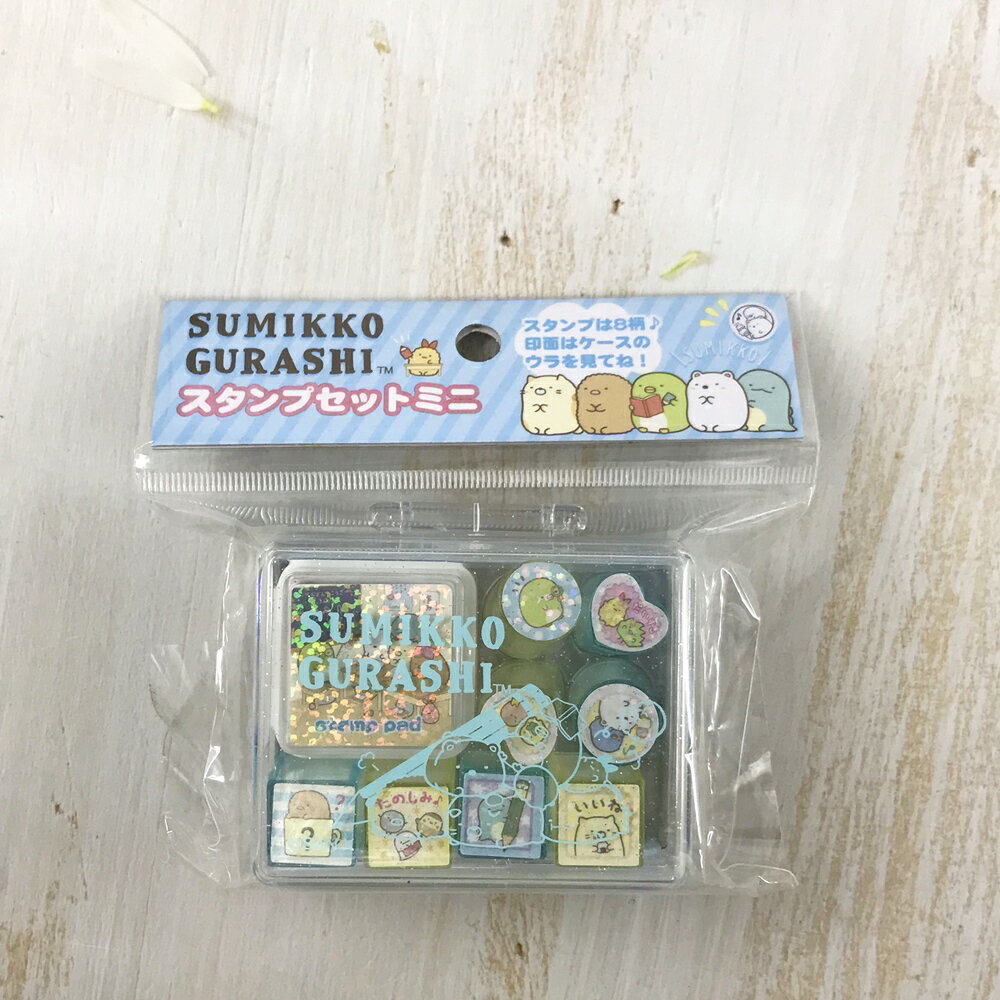 SUMIKKO
GURASHI™
スタンプセットミニ
スタンプは8柄♪
印面はケースの
ウラを見てね！
SUMIKKO
SUMIKKO
GURASHI™
stamp pad
?
?
たのしみ♪
いいね